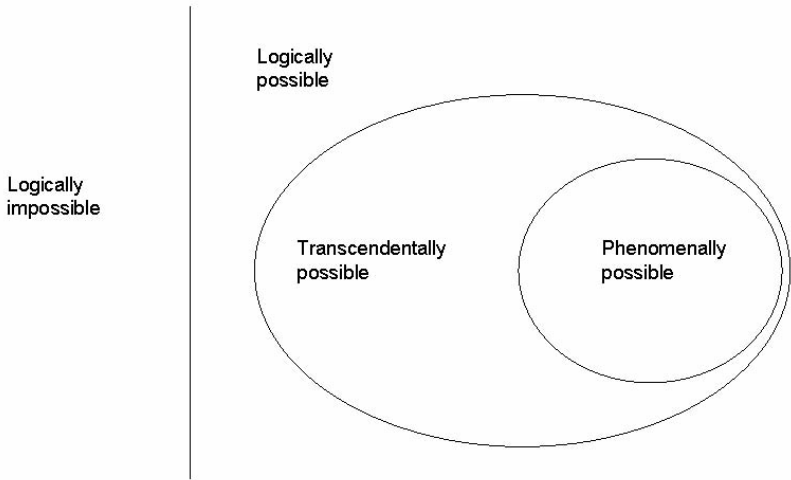 Logically
possible
Logically
impossible
Transcendentally
possible
Phenomenally
possible